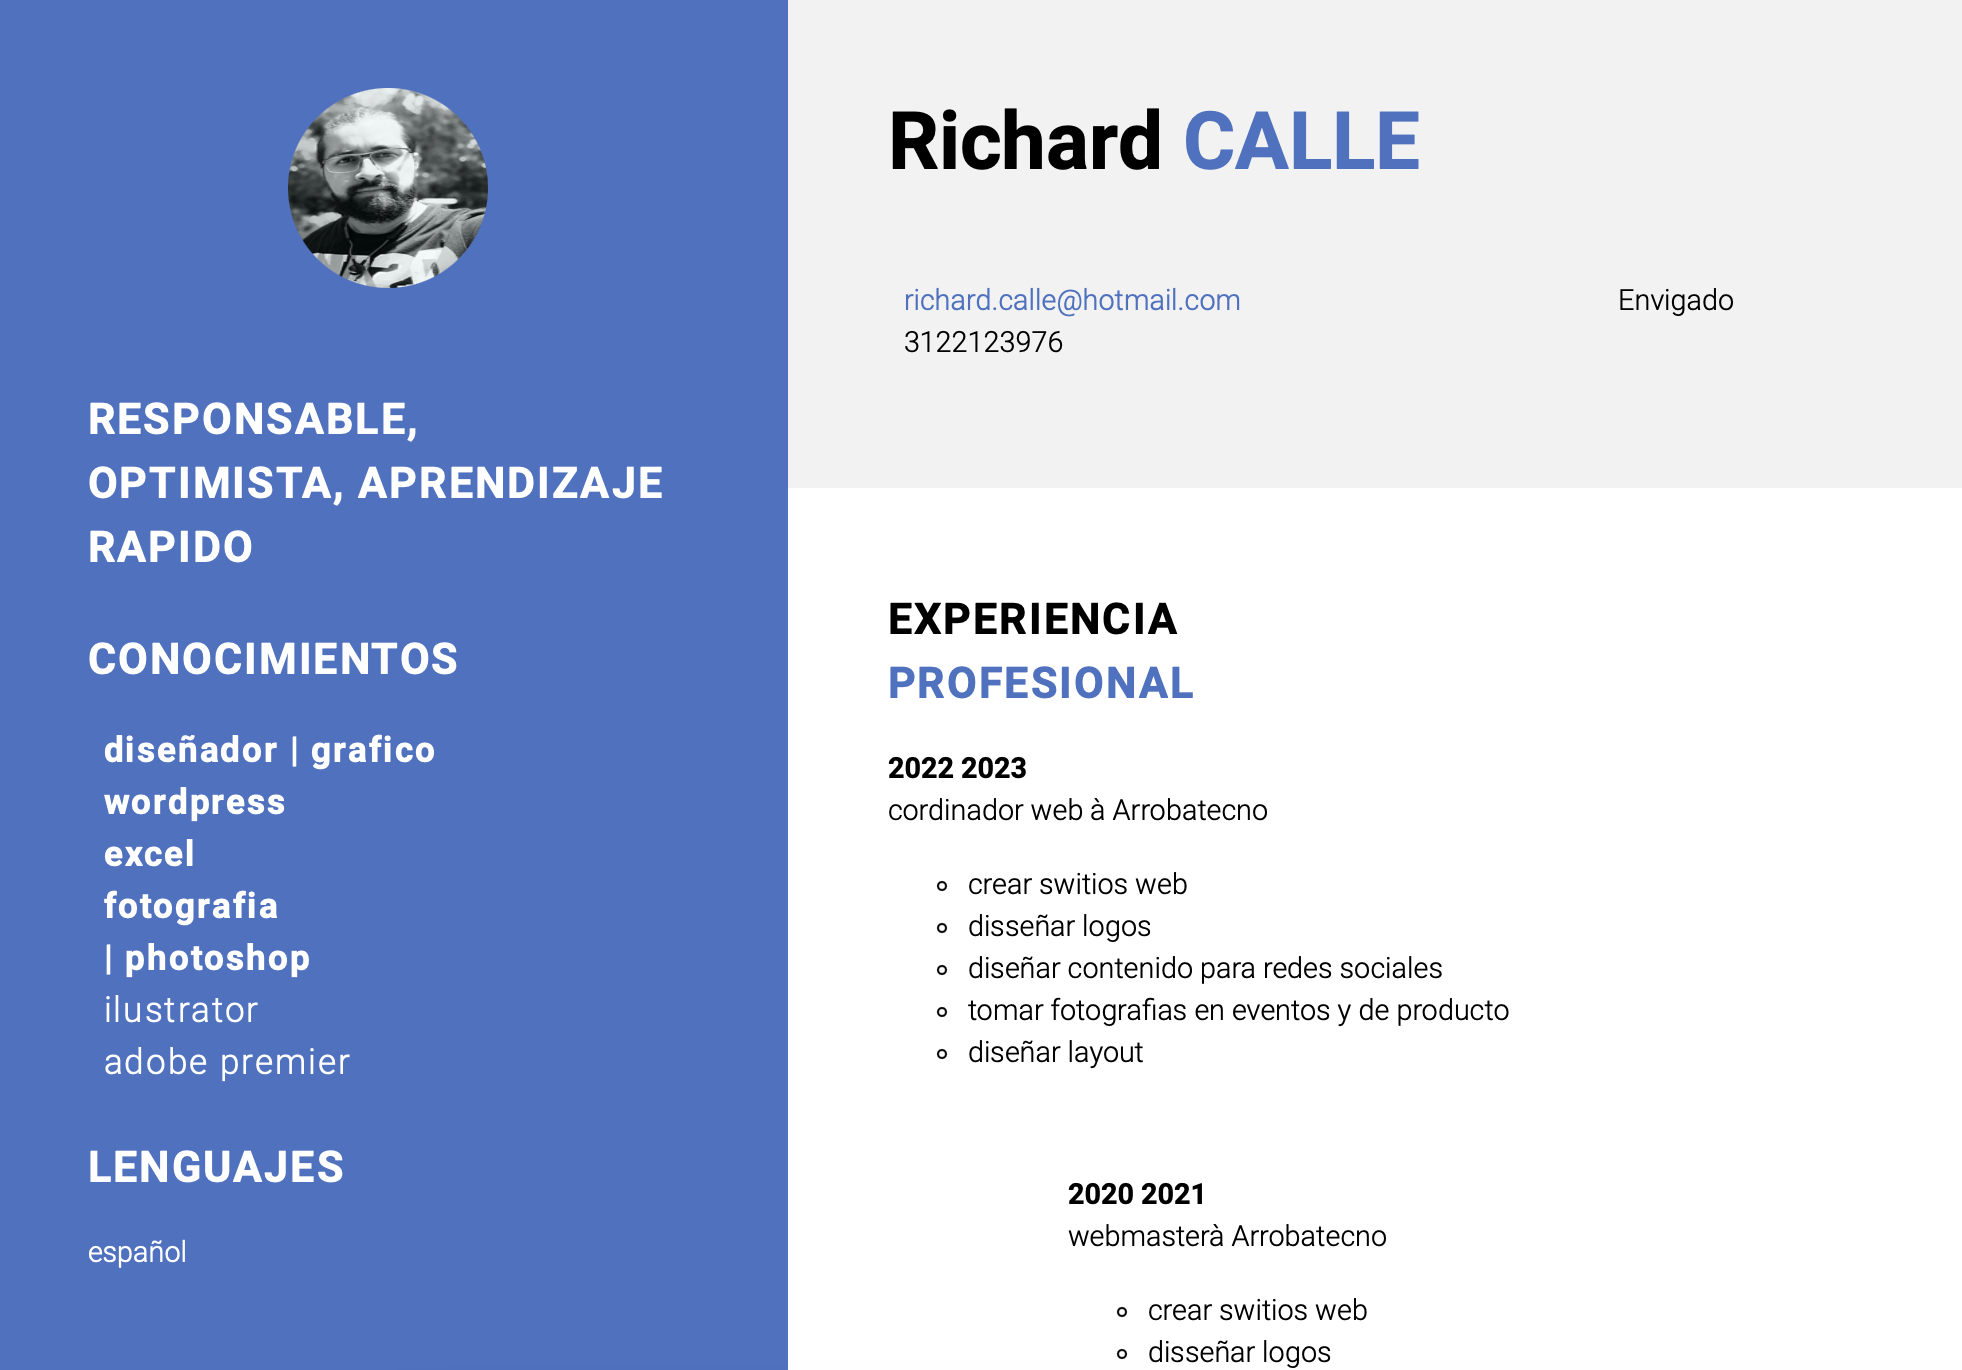 RESPONSABLE,
OPTIMISTA, APRENDIZAJE
RAPIDO
CONOCIMIENTOS
diseñador | grafico
wordpress
excel
fotografia
| photoshop
ilustrator
adobe premier
LENGUAJES
español
Richard CALLE
richard.calle@hotmail.com
3122123976
Envigado
EXPERIENCIA
PROFESIONAL
2022 2023
cordinador web à Arrobatecno
crear switios web
disseñar logos
diseñar contenido para redes sociales
tomar fotografias en eventos y de producto
diseñar layout
2020 2021
webmasterà Arrobatecno
crear switios web
disseñar logos